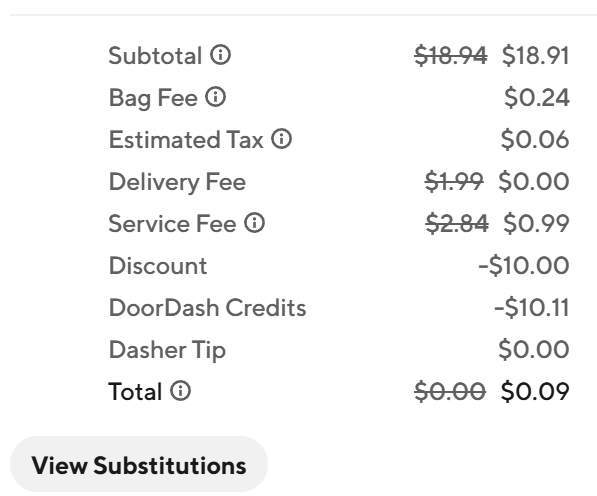 Subtotal $18.94 $18.91
Bag Fee $0.24
Estimated Tax $0.06
Delivery Fee $1.99 $0.00
Service Fee $2.84 $0.99
Discount -$10.00
DoorDash Credits -$10.11
Dasher Tip $0.00
Total $0.00 $0.09
View Substitutions